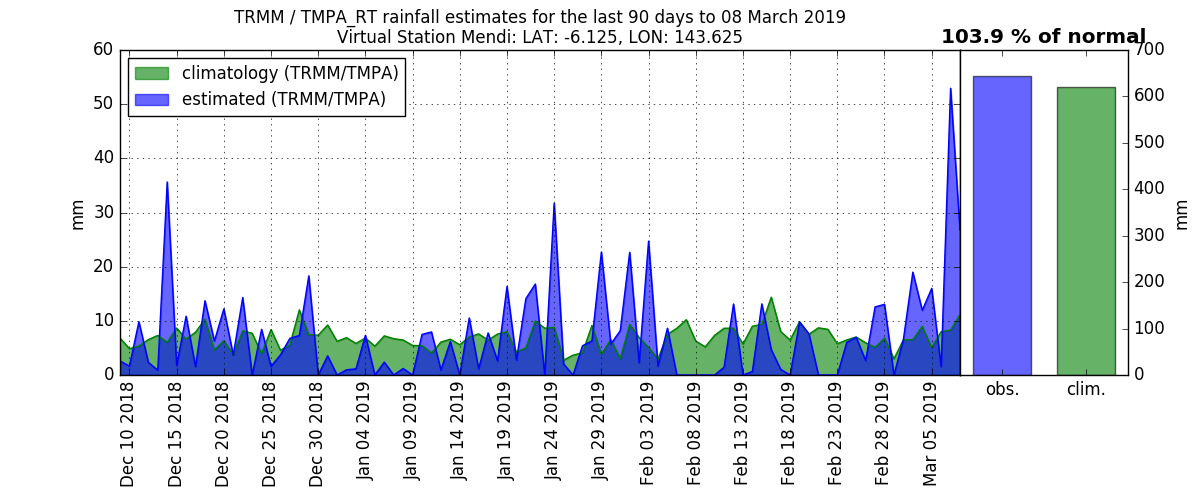 TRMM / TMPA_RT rainfall estimates for the last 90 days to 08 March 2019
Virtual Station Mendi: LAT: -6.125, LON: 143.625
103.9 % of normal
climatology (TRMM/TMPA)
estimated (TRMM/TMPA)
60
50
40
30
20
10
0
mm
700
600
500
400
300
200
100
0
mm
Dec 10 2018
Dec 15 2018
Dec 20 2018
Dec 25 2018
Dec 30 2018
Jan 04 2019
Jan 09 2019
Jan 14 2019
Jan 19 2019
Jan 24 2019
Jan 29 2019
Feb 03 2019
Feb 08 2019
Feb 13 2019
Feb 18 2019
Feb 23 2019
Feb 28 2019
Mar 05 2019
obs.
clim.